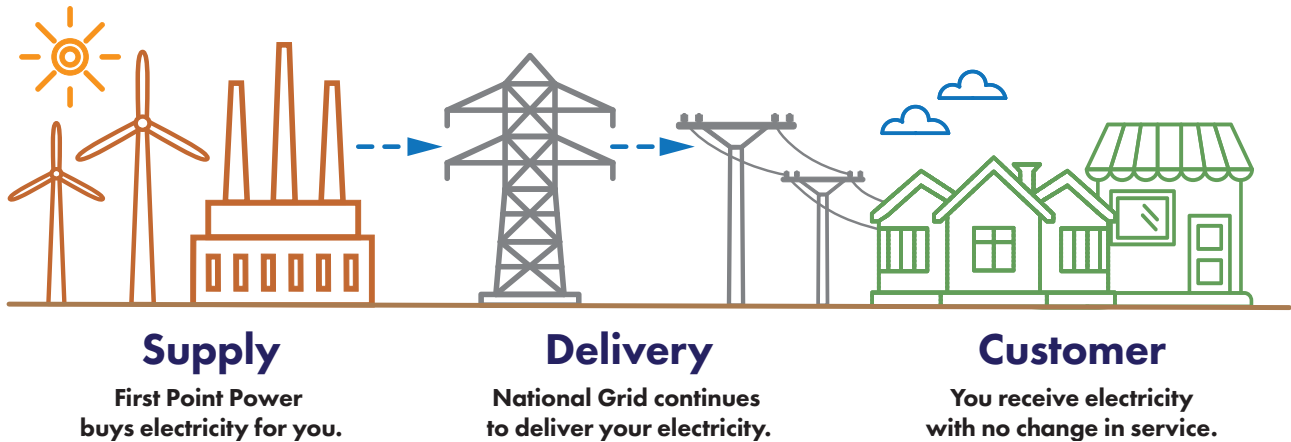 Supply
First Point Power
buys electricity for you.
Delivery
National Grid continues
to deliver your electricity.
Customer
You receive electricity
with no change in service.